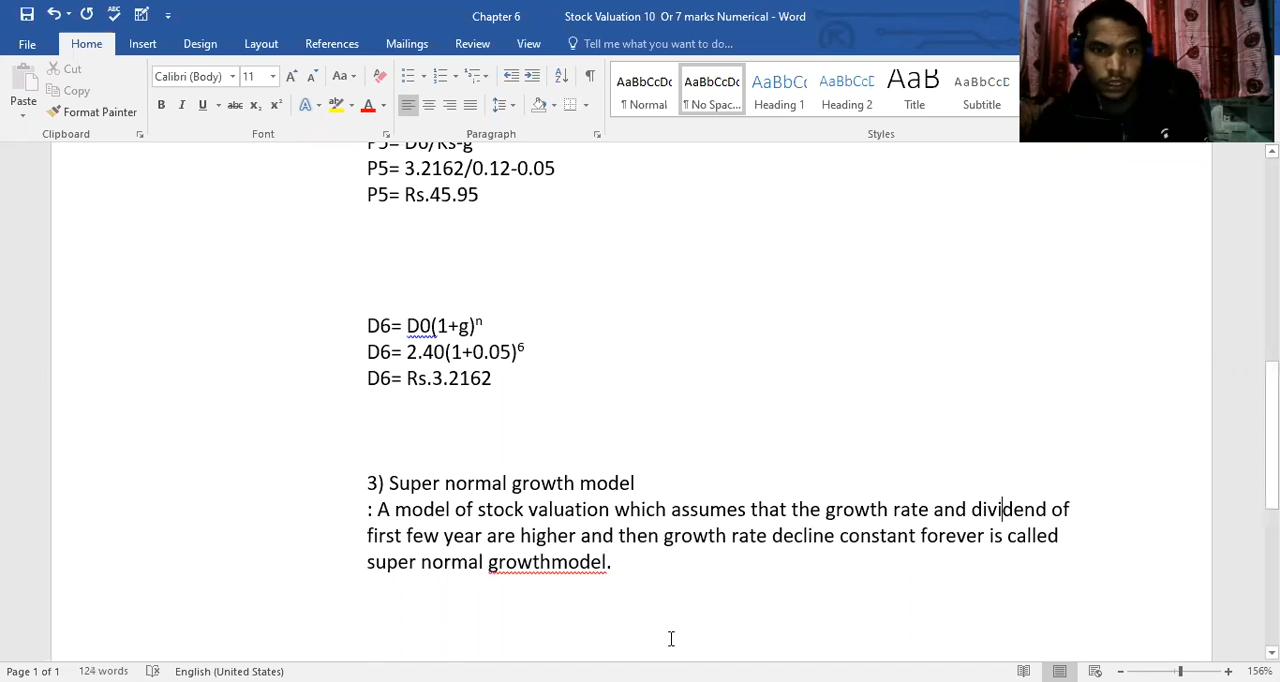 Chapter 6 Stock Valuation 10 Or 7 marks Numerical - Word
File Home Insert Design Layout References Mailings Review View Tell me what you want to do...
Cut
Calibri (Body) 11
AaBbCcDc AaBbCcDc AaBbCc AaBbCcE AaB AaBbCcD
Copy
Paste
Format Painter
¶ Normal ¶ No Spac... Heading 1 Heading 2 Title Subtitle
Clipboard Font Paragraph Styles
P5= D6/Ks-g
P5= 3.2162/0.12-0.05
P5= Rs.45.95
D6= D0(1+g)ⁿ
D6= 2.40(1+0.05)⁶
D6= Rs.3.2162
3) Super normal growth model
: A model of stock valuation which assumes that the growth rate and dividend of
first few year are higher and then growth rate decline constant forever is called
super normal growthmodel.
Page 1 of 1 124 words English (United States) 156%